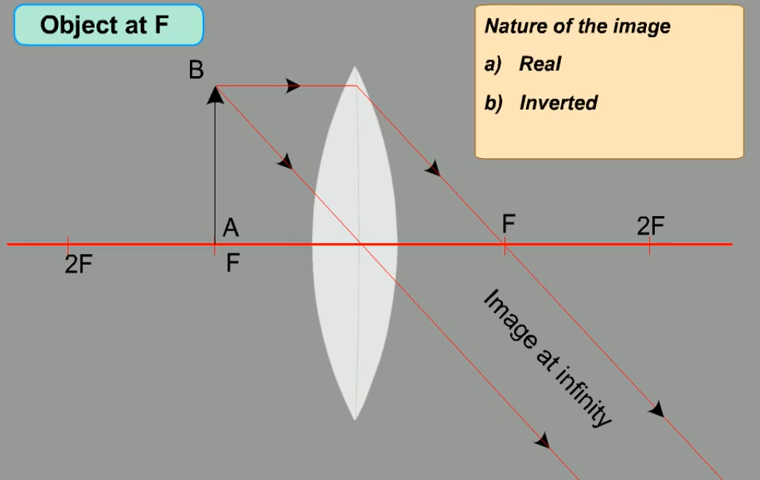 Object at F
Nature of the image
a) Real
b) Inverted
B
A
F
2F
2F
F
Image at infinity